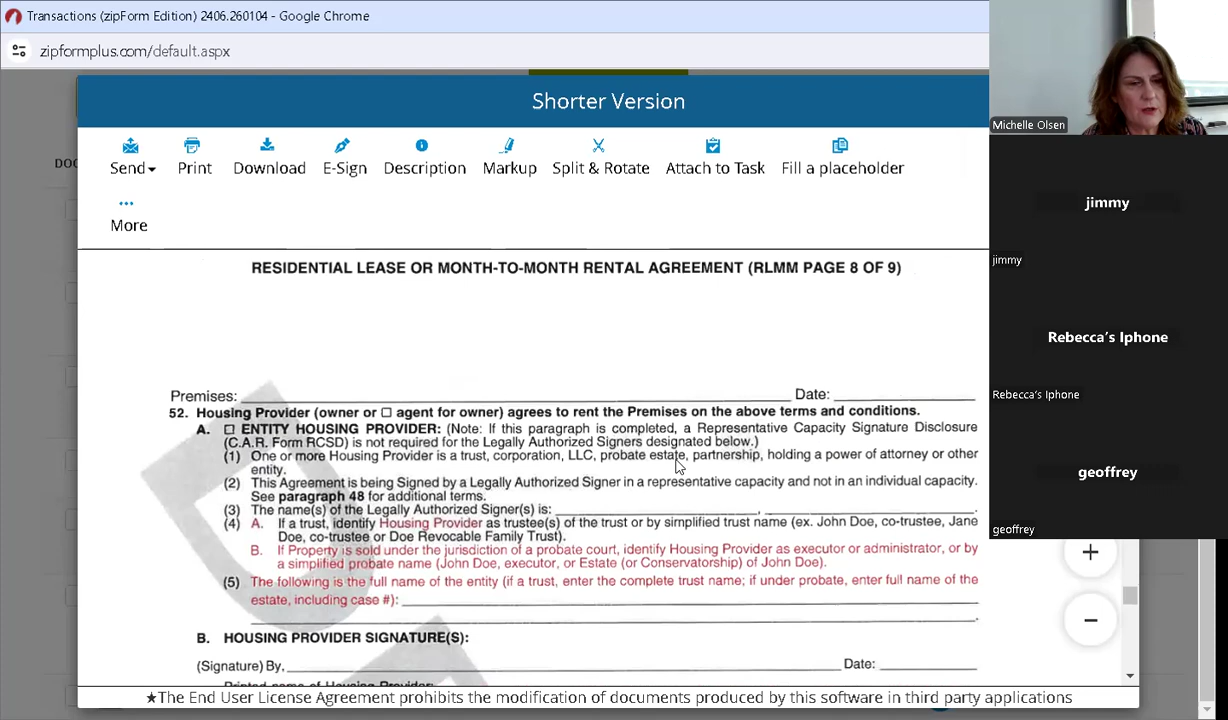 Transactions (zipForm Edition) 2406.260104 - Google Chrome
zipformplus.com/default.aspx
Shorter Version
Send Print Download E-Sign Description Markup Split & Rotate Attach to Task Fill a placeholder
More
RESIDENTIAL LEASE OR MONTH-TO-MONTH RENTAL AGREEMENT (RLMM PAGE 8 OF 9)
Premises: Date:
52. Housing Provider (owner or ☐ agent for owner) agrees to rent the Premises on the above terms and conditions.
A. ☐ ENTITY HOUSING PROVIDER: (Note: If this paragraph is completed, a Representative Capacity Signature Disclosure
(C.A.R. Form RCSD) is not required for the Legally Authorized Signers designated below.)
(1) One or more Housing Provider is a trust, corporation, LLC, probate estate, partnership, holding a power of attorney or other
entity.
(2) This Agreement is being Signed by a Legally Authorized Signer in a representative capacity and not in an individual capacity.
See paragraph 48 for additional terms.
(3) The name(s) of the Legally Authorized Signer(s) is: , .
(4) A. If a trust, identify Housing Provider as trustee(s) of the trust or by simplified trust name (ex. John Doe, co-trustee, Jane
Doe, co-trustee or Doe Revocable Family Trust).
B. If Property is sold under the jurisdiction of a probate court, identify Housing Provider as executor or administrator, or by
a simplified probate name (John Doe, executor, or Estate (or Conservatorship) of John Doe).
(5) The following is the full name of the entity (if a trust, enter the complete trust name; if under probate, enter full name of the
estate, including case #):
.
B. HOUSING PROVIDER SIGNATURE(S):
(Signature) By, Date:
Printed name of Housing Provider:
★The End User License Agreement prohibits the modification of documents produced by this software in third party applications
Michelle Olsen
jimmy
jimmy
Rebecca's Iphone
Rebecca's Iphone
geoffrey
geoffrey